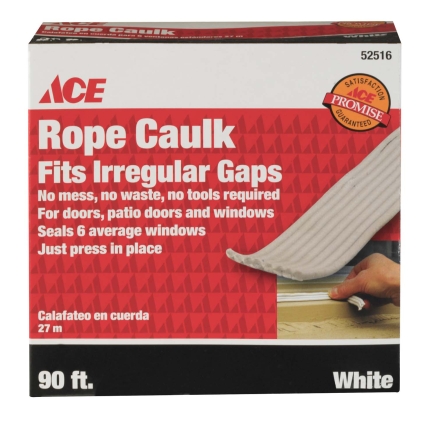 ACE Rope Caulk
52516
ACE
SATISFACTION
ACE
PROMISE
GUARANTEED
Rope Caulk
Fits Irregular Gaps
No mess, no waste, no tools required
For doors, patio doors and windows
Seals 6 average windows
Just press in place
Calafateo en cuerda
27 m
90 ft.
White